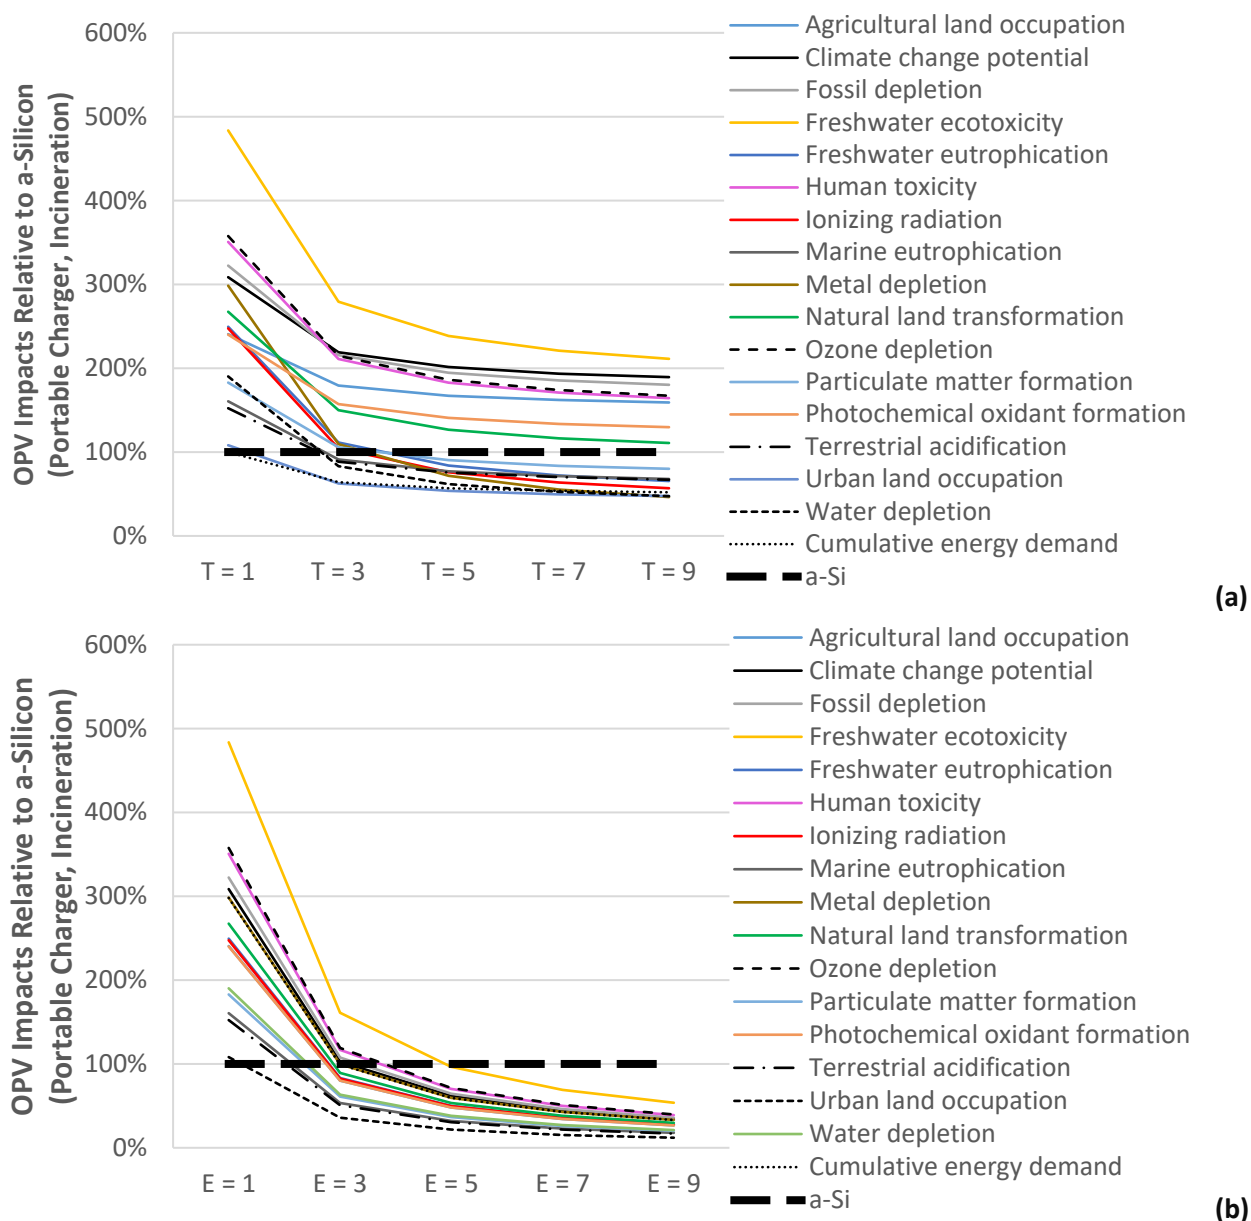 OPV Impacts Relative to a-Silicon
(Portable Charger, Incineration)
600%
500%
400%
300%
200%
100%
0%
T = 1
T = 3
T = 5
T = 7
T = 9
Agricultural land occupation
Climate change potential
Fossil depletion
Freshwater ecotoxicity
Freshwater eutrophication
Human toxicity
Ionizing radiation
Marine eutrophication
Metal depletion
Natural land transformation
Ozone depletion
Particulate matter formation
Photochemical oxidant formation
Terrestrial acidification
Urban land occupation
Water depletion
Cumulative energy demand
a-Si
(a)
OPV Impacts Relative to a-Silicon
(Portable Charger, Incineration)
600%
500%
400%
300%
200%
100%
0%
E = 1
E = 3
E = 5
E = 7
E = 9
Agricultural land occupation
Climate change potential
Fossil depletion
Freshwater ecotoxicity
Freshwater eutrophication
Human toxicity
Ionizing radiation
Marine eutrophication
Metal depletion
Natural land transformation
Ozone depletion
Particulate matter formation
Photochemical oxidant formation
Terrestrial acidification
Urban land occupation
Water depletion
Cumulative energy demand
a-Si
(b)